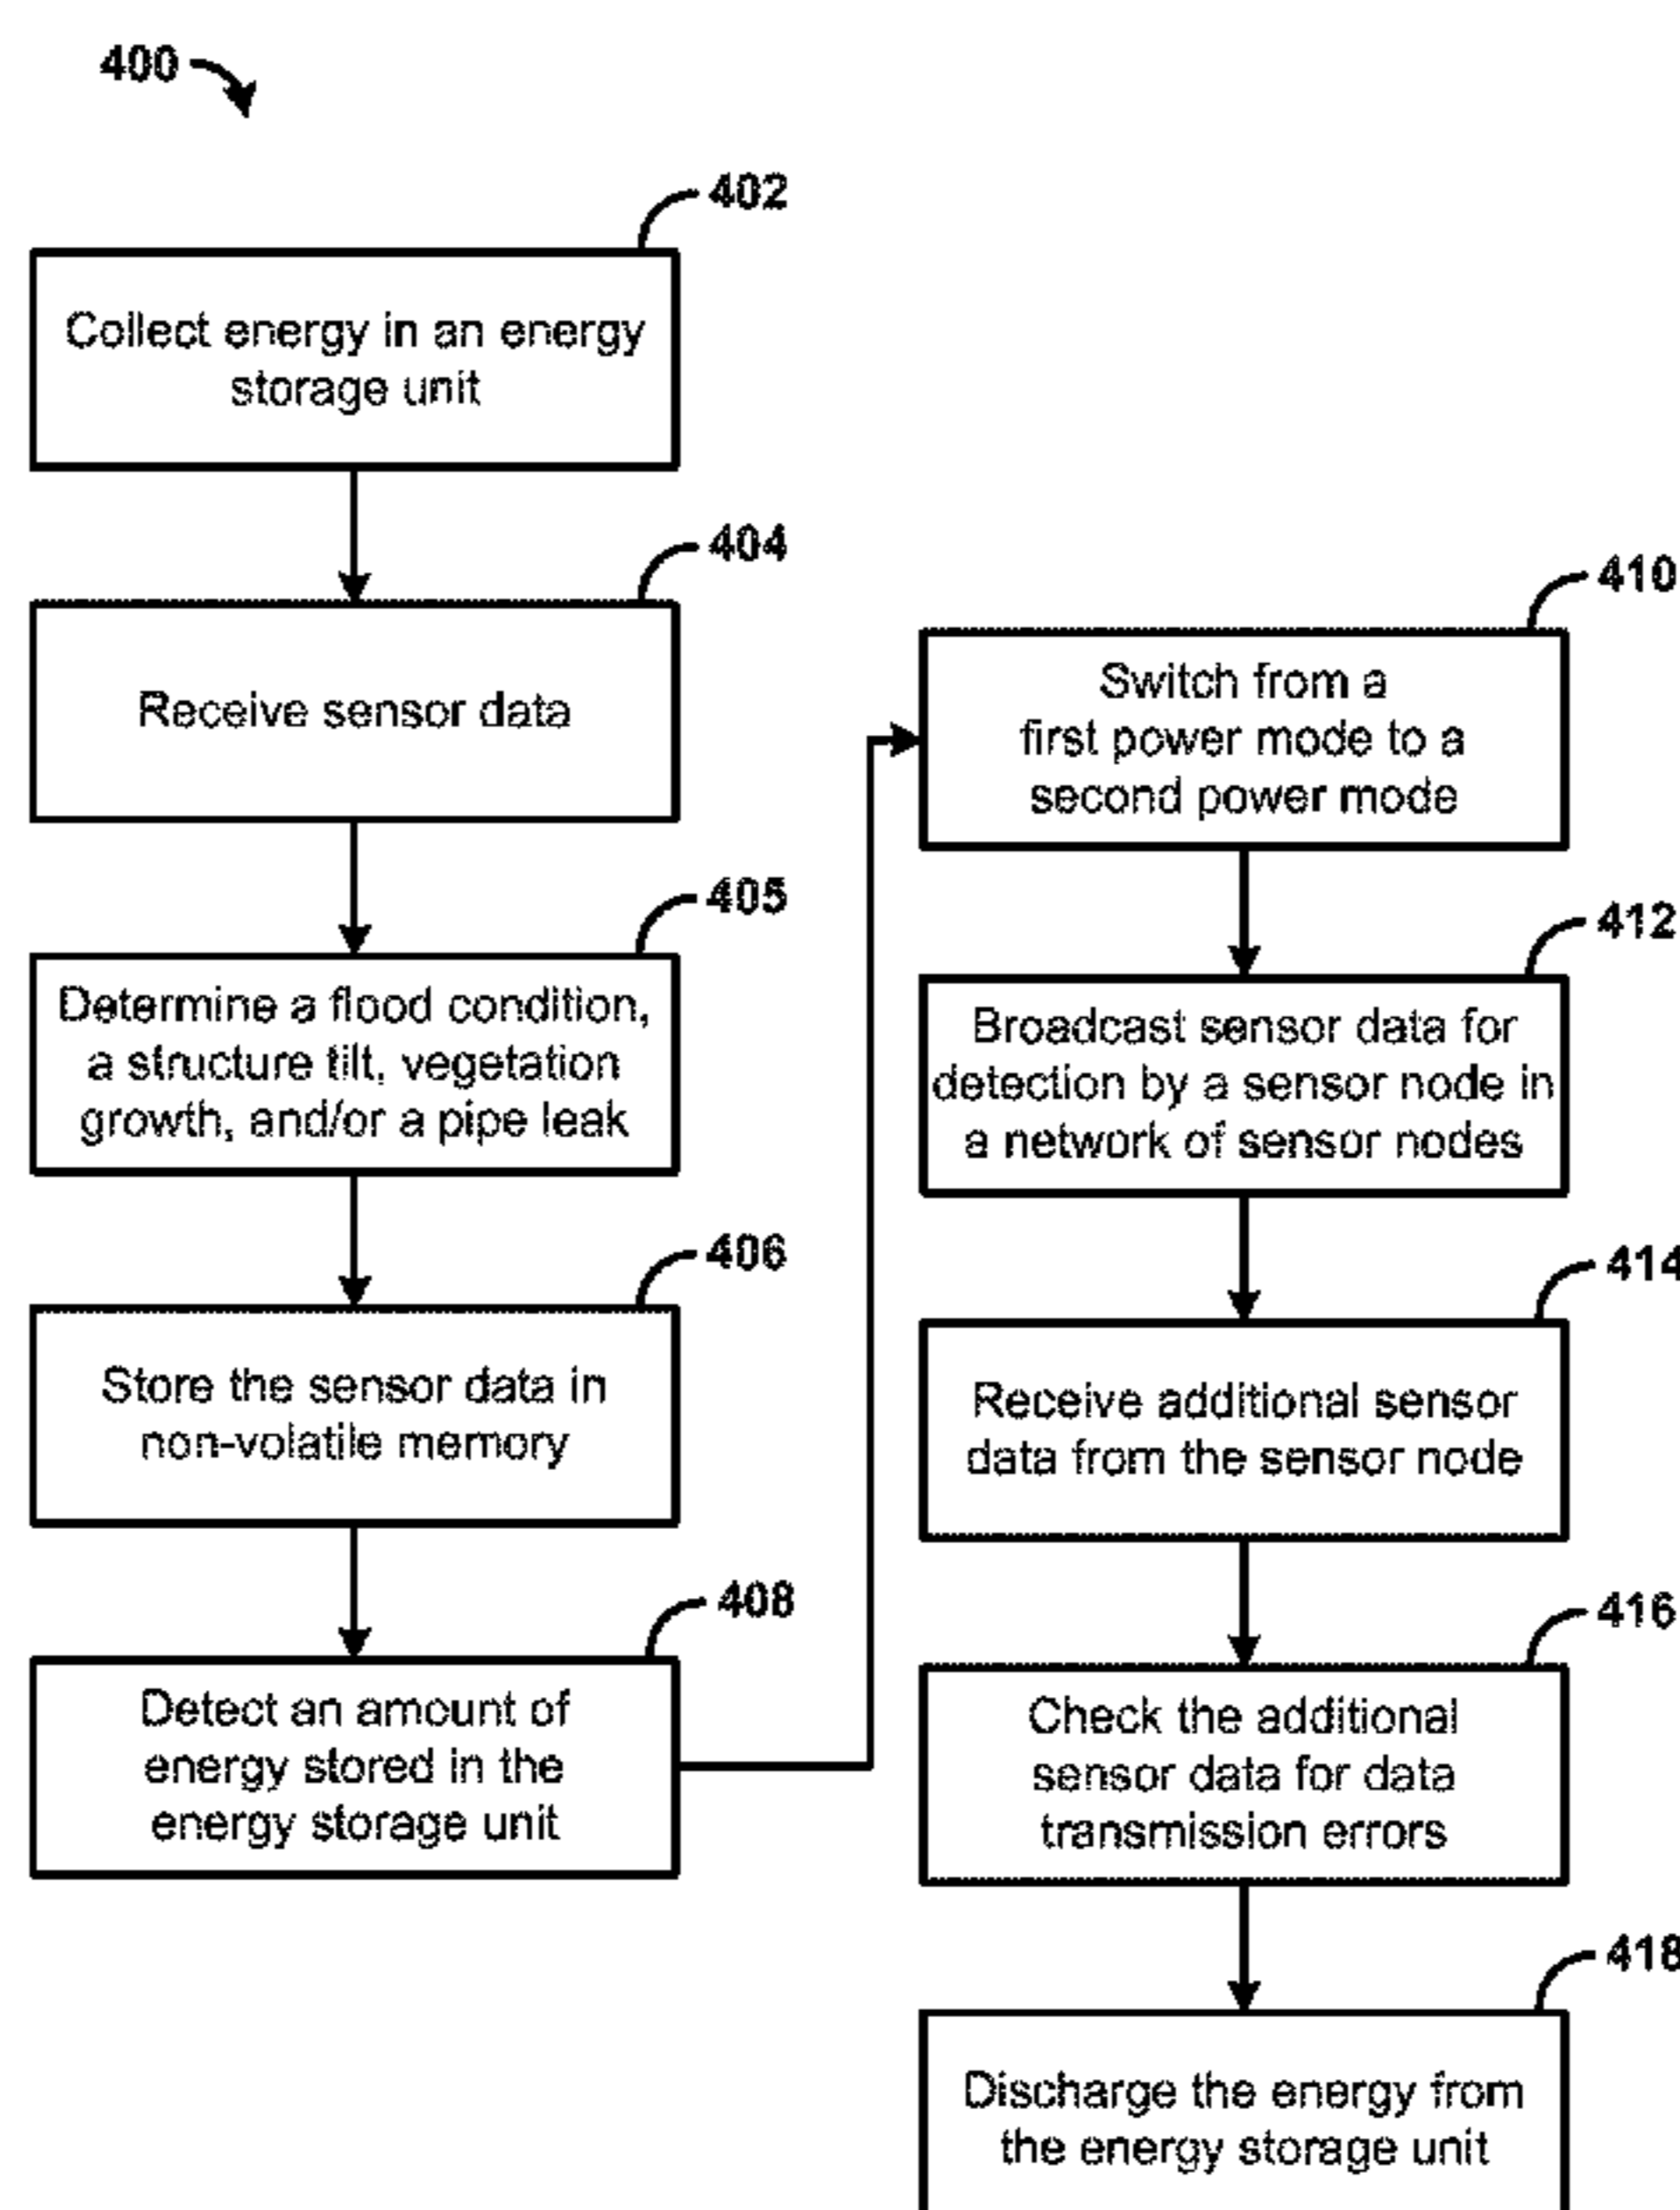 400
402
Collect energy in an energy
storage unit
404
Receive sensor data
405
Determine a flood condition,
a structure tilt, vegetation
growth, and/or a pipe leak
406
Store the sensor data in
non-volatile memory
408
Detect an amount of
energy stored in the
energy storage unit
410
Switch from a
first power mode to a
second power mode
412
Broadcast sensor data for
detection by a sensor node in
a network of sensor nodes
414
Receive additional sensor
data from the sensor node
416
Check the additional
sensor data for data
transmission errors
418
Discharge the energy from
the energy storage unit